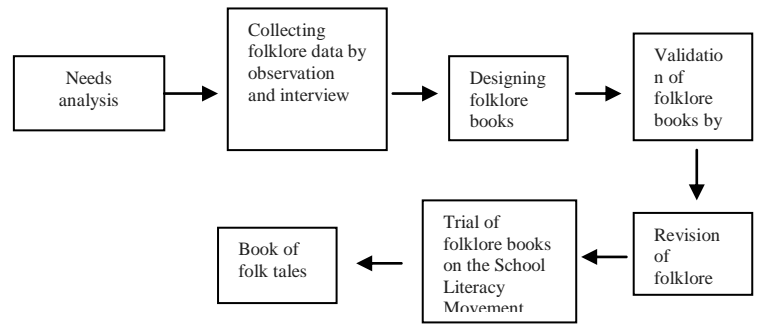 Needs
analysis
Collecting
folklore data by
observation
and interview
Designing
folklore
books
Validatio
n of
folklore
books by
Revision
of
folklore
Trial of
folklore books
on the School
Literacy
Movement
Book of
folk tales